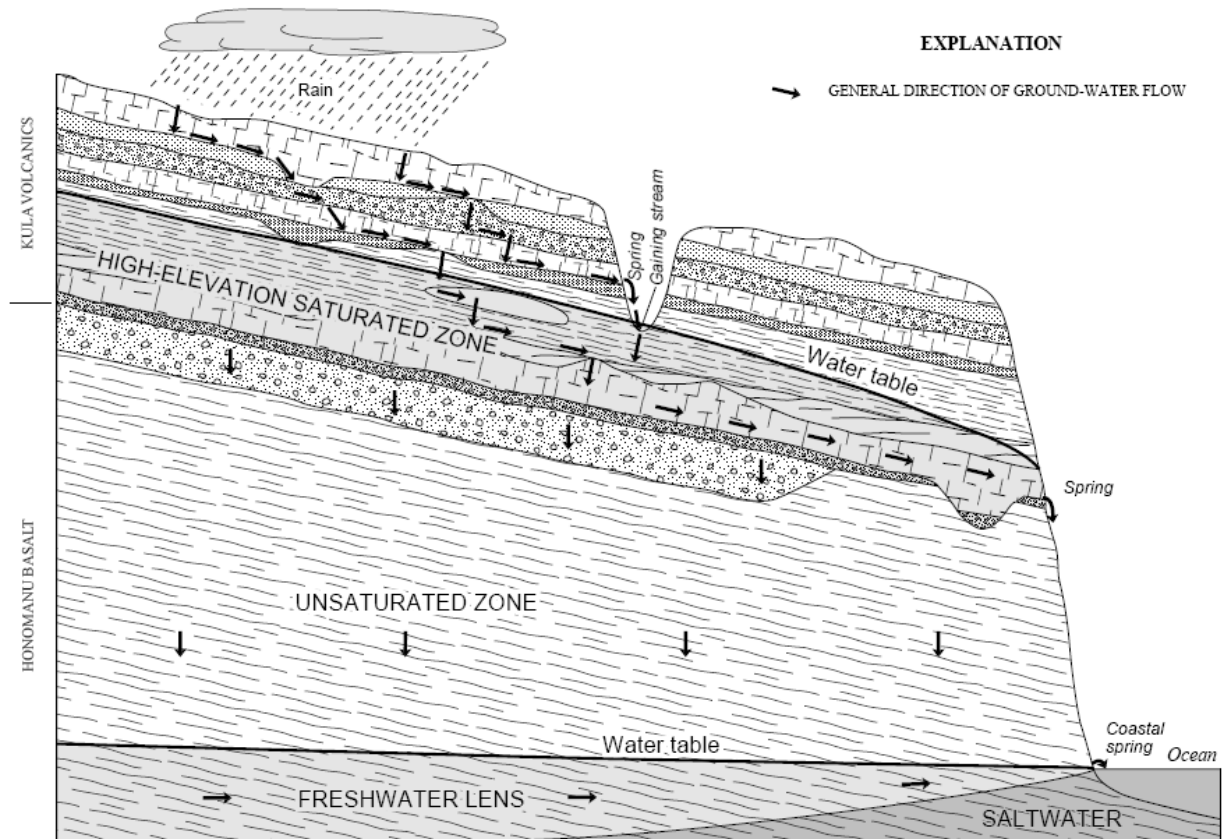 EXPLANATION
GENERAL DIRECTION OF GROUND-WATER FLOW
Rain
KULA VOLCANICS
Spring
Gaining stream
HIGH-ELEVATION SATURATED ZONE
Water table
Spring
HONOMANU BASALT
UNSATURATED ZONE
Water table
Coastal
spring
Ocean
FRESHWATER LENS
SALTWATER